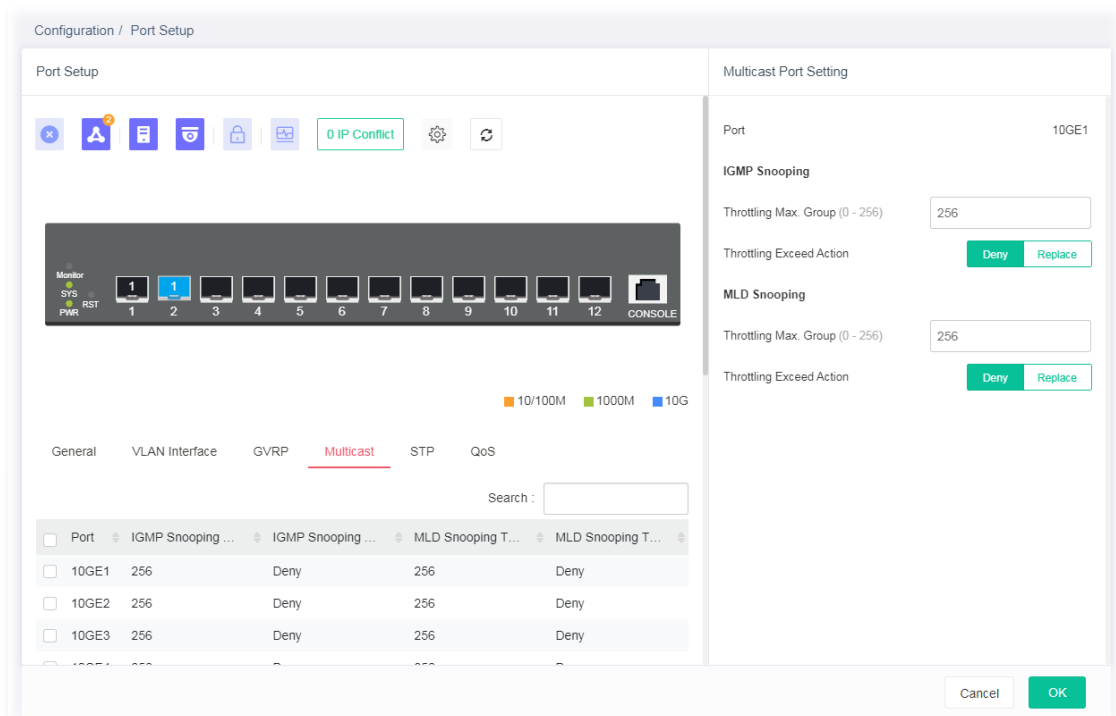 Configuration / Port Setup
Port Setup
2
0 IP Conflict
Monitor
SYS
RST
PWR
1 1
1 2 3 4 5 6 7 8 9 10 11 12 CONSOLE
10/100M 1000M 10G
General VLAN Interface GVRP Multicast STP QoS
Search :
Port IGMP Snooping ... IGMP Snooping ... MLD Snooping T... MLD Snooping T...
10GE1 256 Deny 256 Deny
10GE2 256 Deny 256 Deny
10GE3 256 Deny 256 Deny
Multicast Port Setting
Port 10GE1
IGMP Snooping
Throttling Max. Group (0 - 256) 256
Throttling Exceed Action Deny Replace
MLD Snooping
Throttling Max. Group (0 - 256) 256
Throttling Exceed Action Deny Replace
Cancel OK